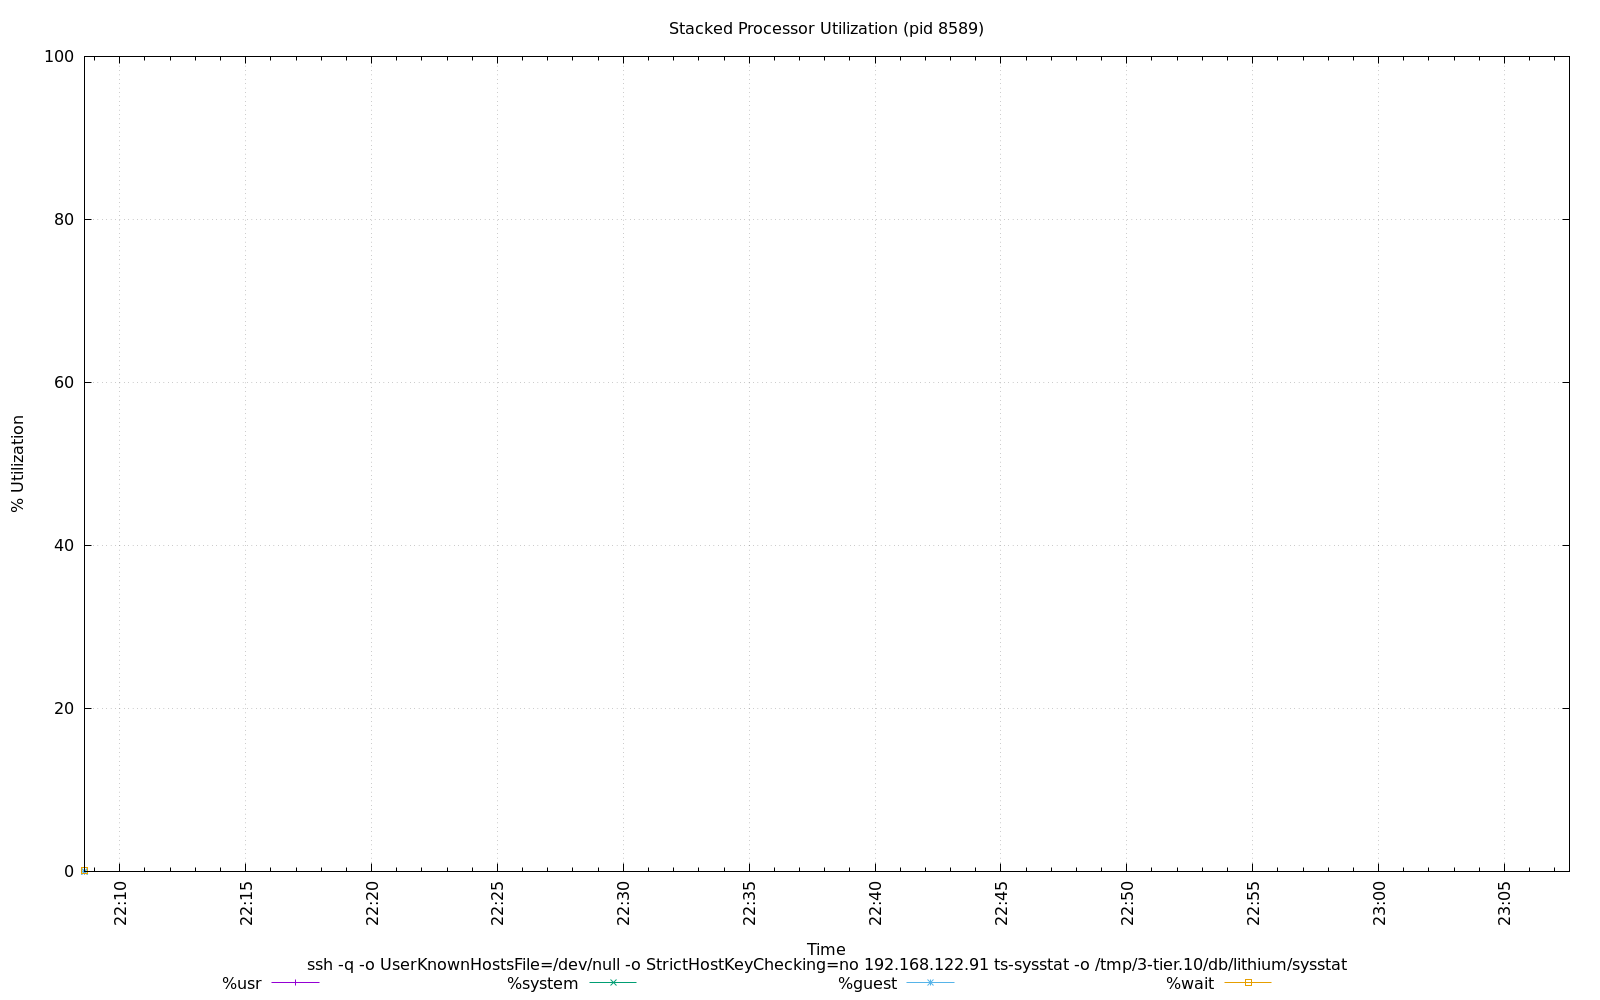 Stacked Processor Utilization (pid 8589)
100
80
60
40
20
0
% Utilization
22:10 22:15 22:20 22:25 22:30 22:35 22:40 22:45 22:50 22:55 23:00 23:05
Time
ssh -q -o UserKnownHostsFile=/dev/null -o StrictHostKeyChecking=no 192.168.122.91 ts-sysstat -o /tmp/3-tier.10/db/lithium/sysstat
%usr %system %guest %wait